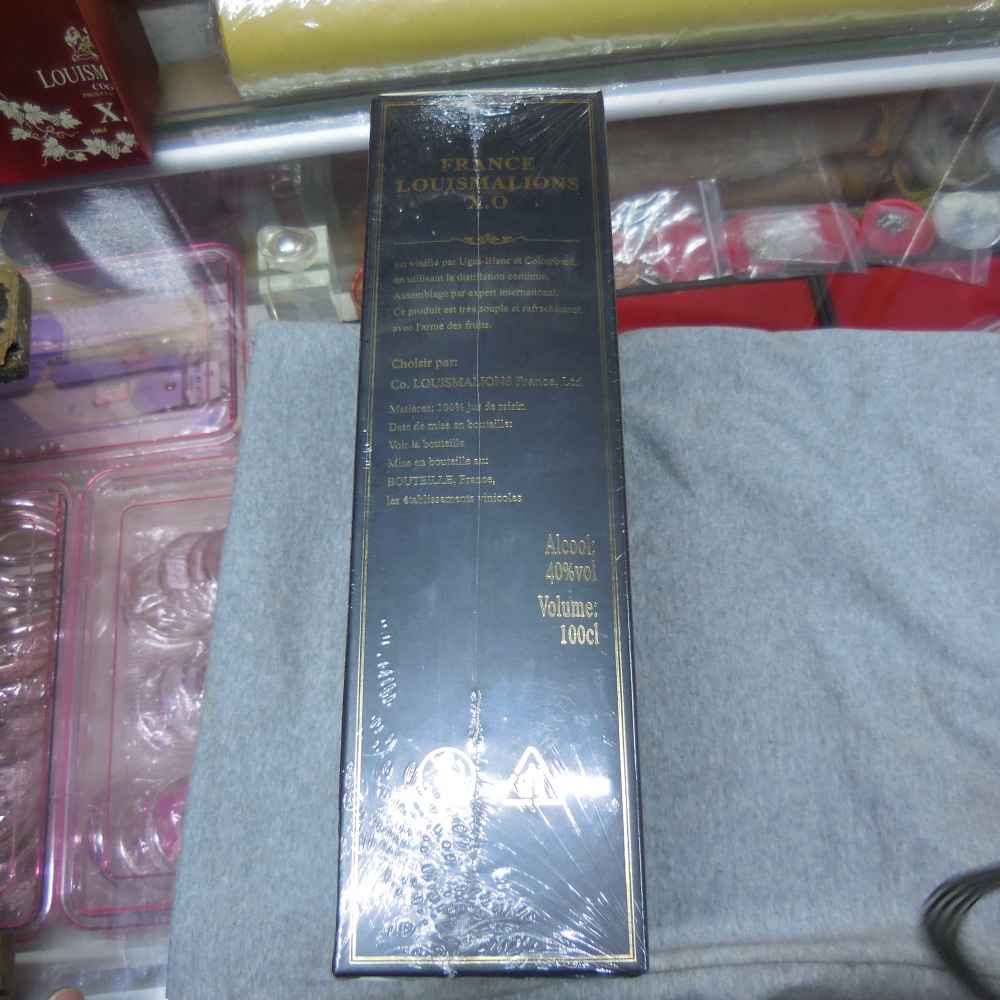 LOUISM
X.
FRANCE
LOUISMALIONS
X.O
un vinifié par Ugni-Blanc et Colombard,
en utilisant la distillation continue.
Assemblage par expert international.
Ce produit est très souple et rafraîchissant,
avec l'arme des fruits.
Choisir par:
Co. LOUISMALIONS France, Ltd.
Matières: 100% jus de raisin
Date de mise en bouteille:
Voir la bouteille
Mise en bouteille au:
BOUTEILLE, France,
les établissements vinicoles
Alcool:
40%vol
Volume:
100cl